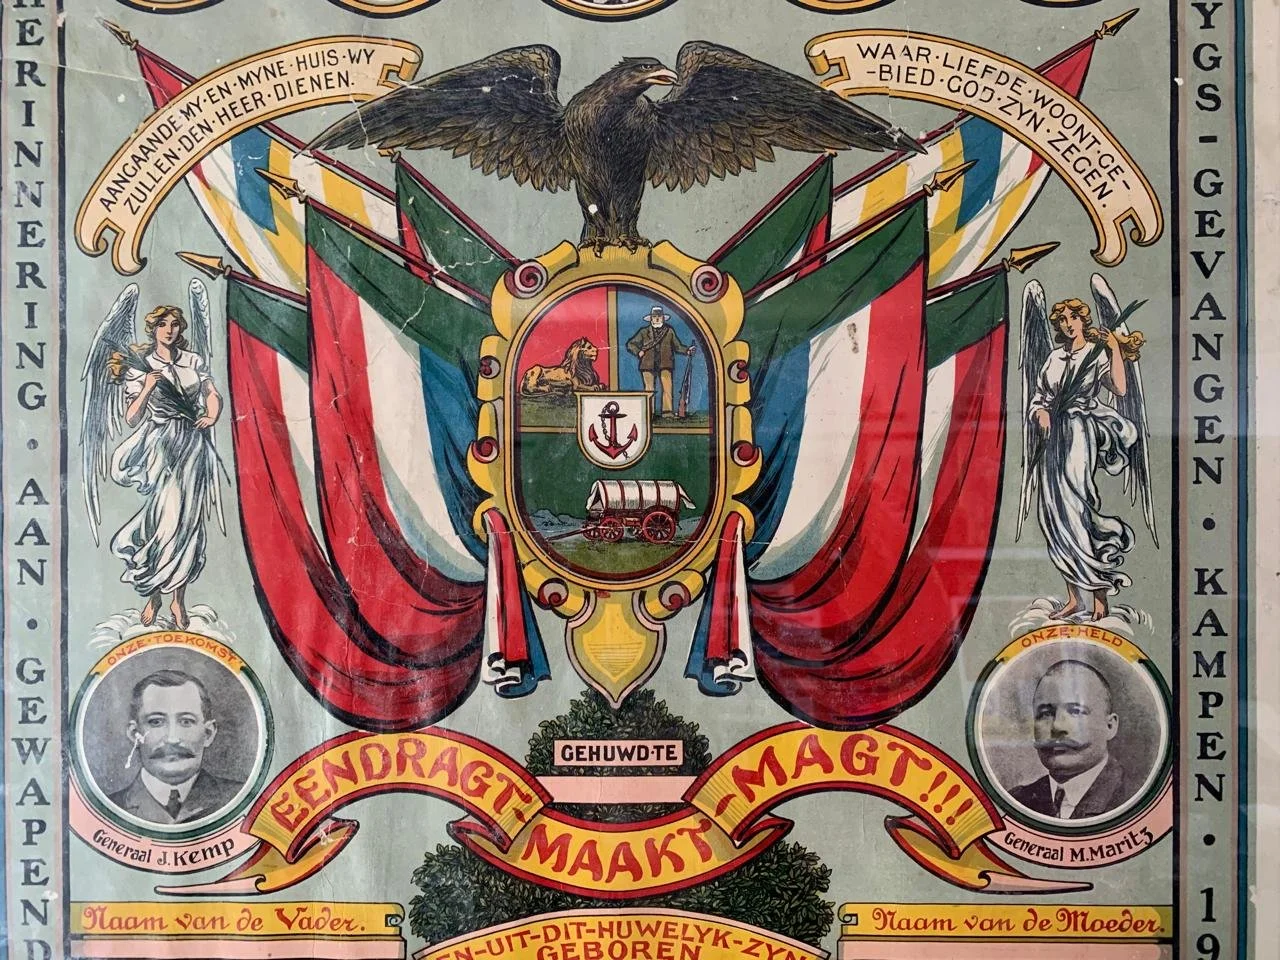 HERINNERING · AAN · GEWAPEND
AANGAANDE·MY·EN·MYNE·HUIS·WY
ZULLEN·DEN·HEER·DIENEN.
WAAR·LIEFDE·WOONT·GE-
-BIED·GOD·ZYN·ZEGEN.
YGS-GEVANGEN·KAMPEN·19
ONZE·TOEKOMST
Generaal J. Kemp
ONZE·HELD
Generaal M. Maritz
GEHUWD·TE
EENDRAGT-
MAAKT
-MAGT!!!
Naam van de Vader.
Naam van de Moeder.
EN-UIT-DIT-HUWELYK-ZYN
GEBOREN